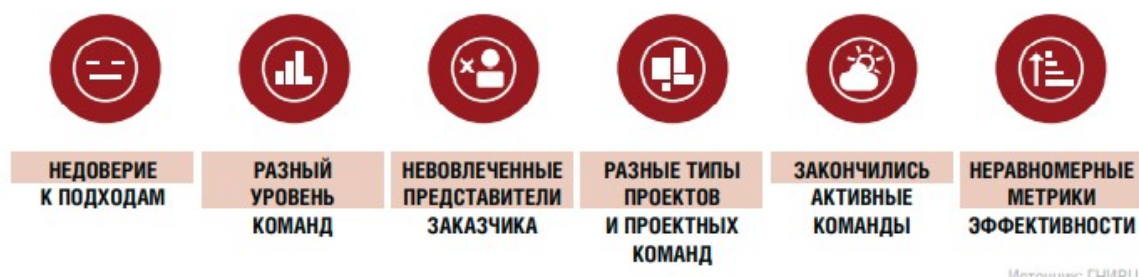 НЕДОВЕРИЕ
К ПОДХОДАМ
РАЗНЫЙ
УРОВЕНЬ
КОМАНД
НЕВОВЛЕЧЕННЫЕ
ПРЕДСТАВИТЕЛИ
ЗАКАЗЧИКА
РАЗНЫЕ ТИПЫ
ПРОЕКТОВ
И ПРОЕКТНЫХ
КОМАНД
ЗАКОНЧИЛИСЬ
АКТИВНЫЕ
КОМАНДЫ
НЕРАВНОМЕРНЫЕ
МЕТРИКИ
ЭФФЕКТИВНОСТИ
Источник: